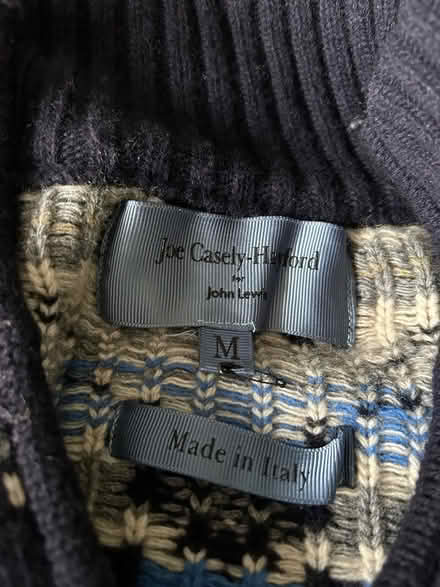 Joe Casely-Hayford
for
John Lewis
M
Made in Italy